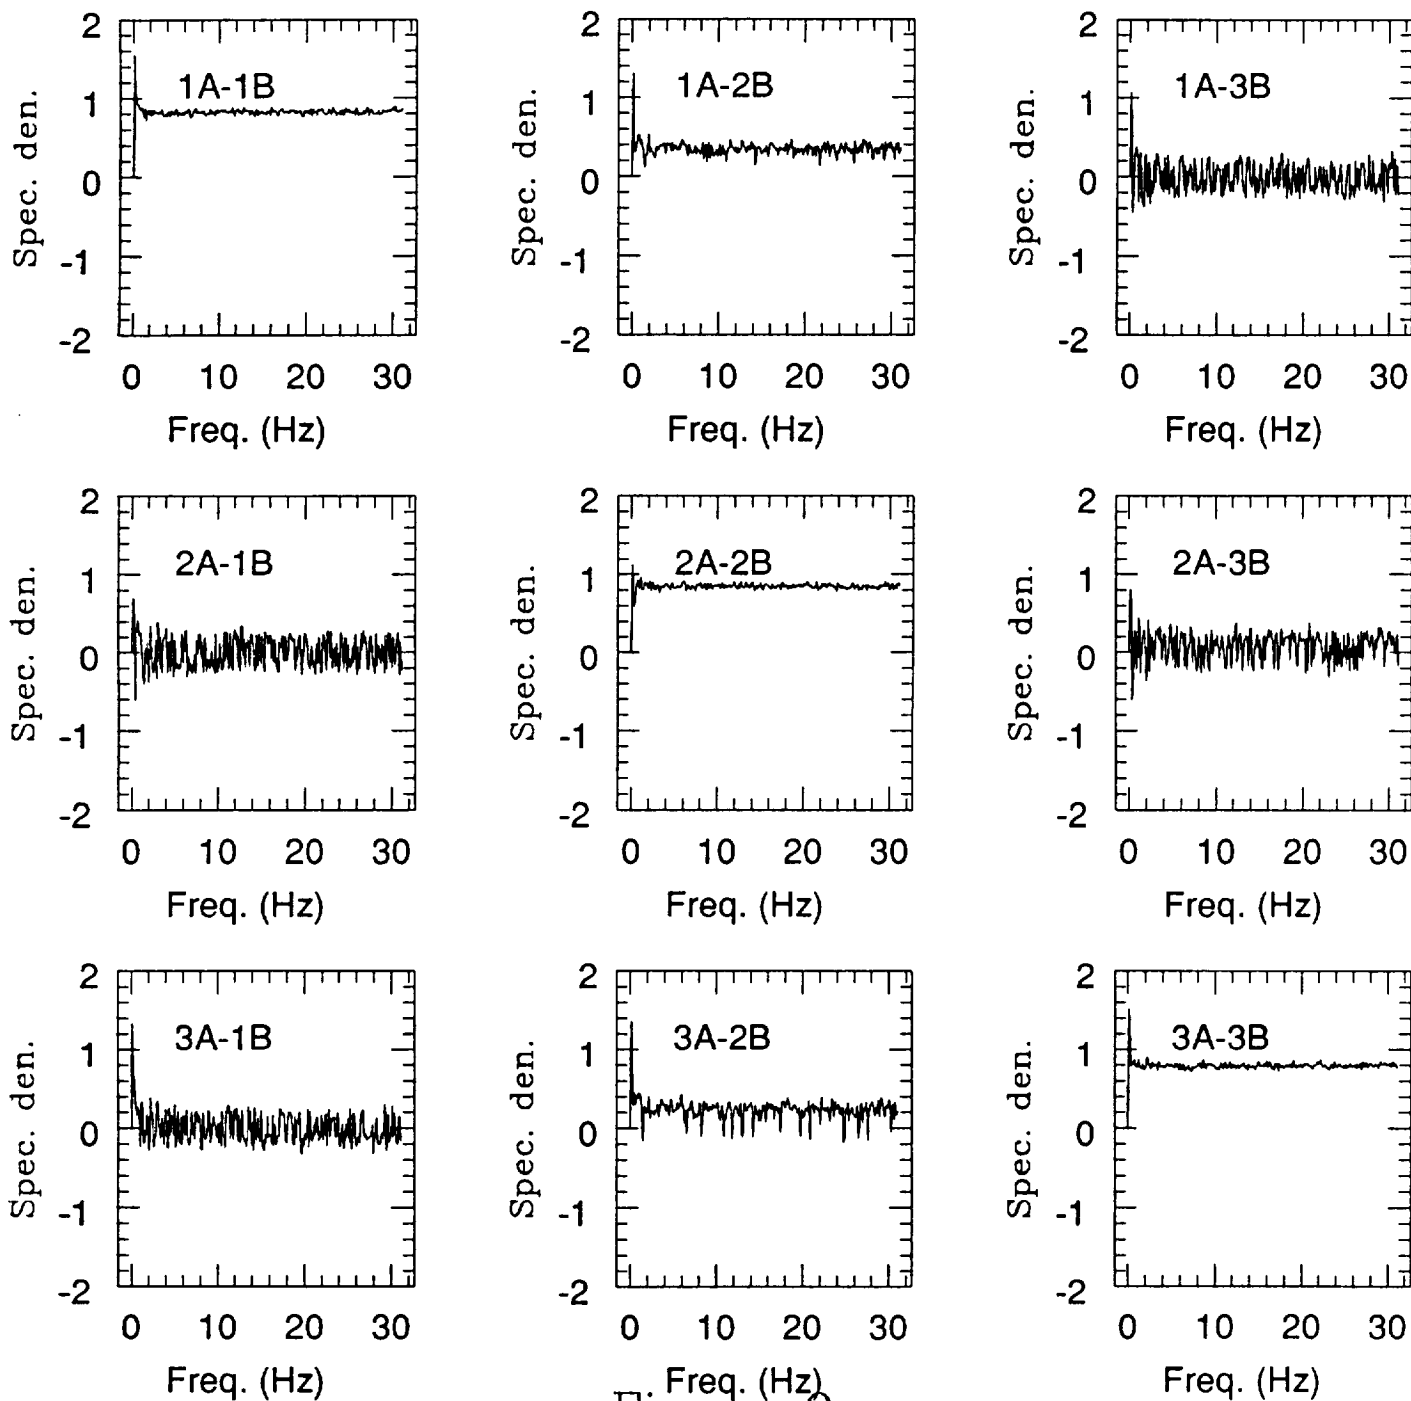 2 2 2
1A-1B 1A-2B 1A-3B
1 1 1
Spec. den. Spec. den. Spec. den.
0 0 0
-1 -1 -1
-2 -2 -2
0 10 20 30 0 10 20 30 0 10 20 30
Freq. (Hz) Freq. (Hz) Freq. (Hz)
2 2 2
2A-1B 2A-2B 2A-3B
1 1 1
Spec. den. Spec. den. Spec. den.
0 0 0
-1 -1 -1
-2 -2 -2
0 10 20 30 0 10 20 30 0 10 20 30
Freq. (Hz) Freq. (Hz) Freq. (Hz)
2 2 2
3A-1B 3A-2B 3A-3B
1 1 1
Spec. den. Spec. den. Spec. den.
0 0 0
-1 -1 -1
-2 -2 -2
0 10 20 30 0 10 20 30 0 10 20 30
Freq. (Hz) Freq. (Hz) Freq. (Hz)